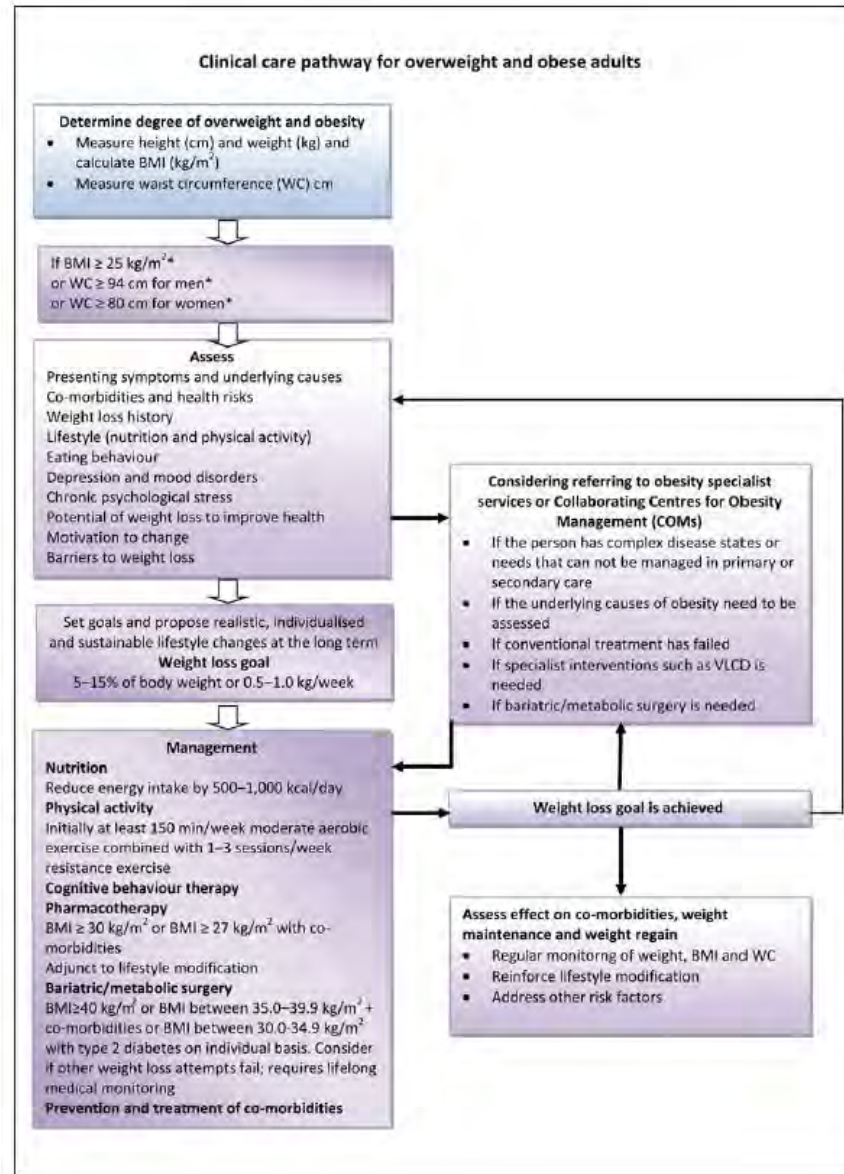 Clinical care pathway for overweight and obese adults
Determine degree of overweight and obesity
• Measure height (cm) and weight (kg) and
calculate BMI (kg/m²)
• Measure waist circumference (WC) cm
If BMI ≥ 25 kg/m²*
or WC ≥ 94 cm for men*
or WC ≥ 80 cm for women*
Assess
Presenting symptoms and underlying causes
Co-morbidities and health risks
Weight loss history
Lifestyle (nutrition and physical activity)
Eating behaviour
Depression and mood disorders
Chronic psychological stress
Potential of weight loss to improve health
Motivation to change
Barriers to weight loss
Considering referring to obesity specialist
services or Collaborating Centres for Obesity
Management (COMs)
• If the person has complex disease states or
needs that can not be managed in primary or
secondary care
• If the underlying causes of obesity need to be
assessed
• If conventional treatment has failed
• If specialist interventions such as VLCD is
needed
• If bariatric/metabolic surgery is needed
Set goals and propose realistic, individualised
and sustainable lifestyle changes at the long term
Weight loss goal
5–15% of body weight or 0.5–1.0 kg/week
Management
Nutrition
Reduce energy intake by 500–1,000 kcal/day
Physical activity
Initially at least 150 min/week moderate aerobic
exercise combined with 1–3 sessions/week
resistance exercise
Cognitive behaviour therapy
Pharmacotherapy
BMI ≥ 30 kg/m² or BMI ≥ 27 kg/m² with co-
morbidities
Adjunct to lifestyle modification
Bariatric/metabolic surgery
BMI≥40 kg/m² or BMI between 35.0–39.9 kg/m² +
co-morbidities or BMI between 30.0-34.9 kg/m²
with type 2 diabetes on individual basis. Consider
if other weight loss attempts fail; requires lifelong
medical monitoring
Prevention and treatment of co-morbidities
Weight loss goal is achieved
Assess effect on co-morbidities, weight
maintenance and weight regain
• Regular monitorng of weight, BMI and WC
• Reinforce lifestyle modification
• Address other risk factors